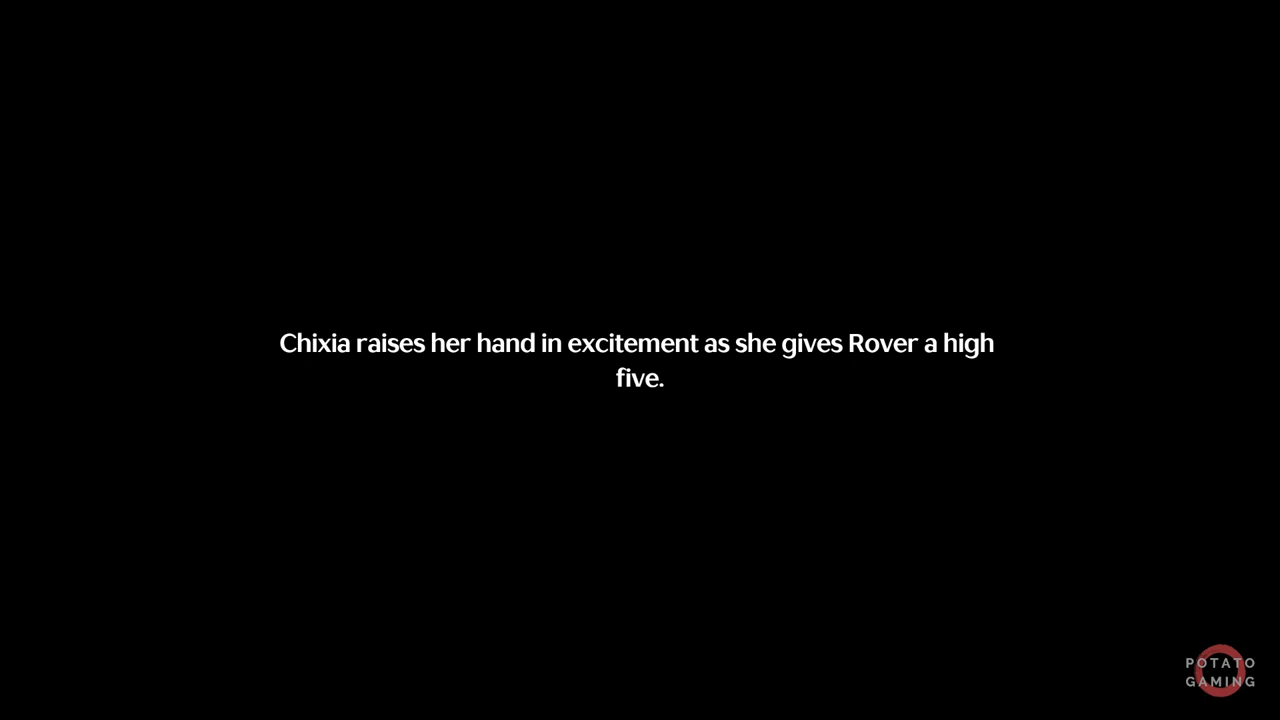 Chixia raises her hand in excitement as she gives Rover a high
five.
POTATO
GAMING